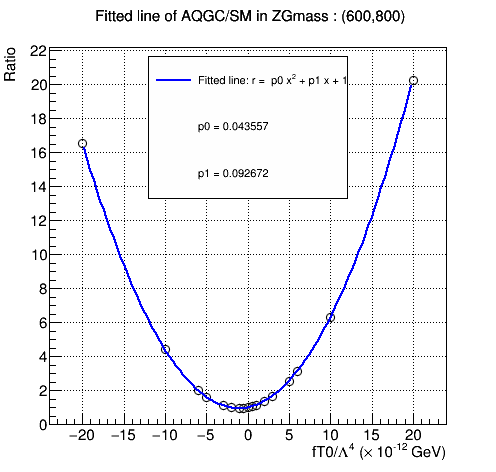 Fitted line of AQGC/SM in ZGmass : (600,800)
Ratio
22
20
18
16
14
12
10
8
6
4
2
0
Fitted line: r = p0 x² + p1 x + 1
p0 = 0.043557
p1 = 0.092672
−20 −15 −10 −5 0 5 10 15 20
fT0/Λ⁴ (× 10⁻¹² GeV)